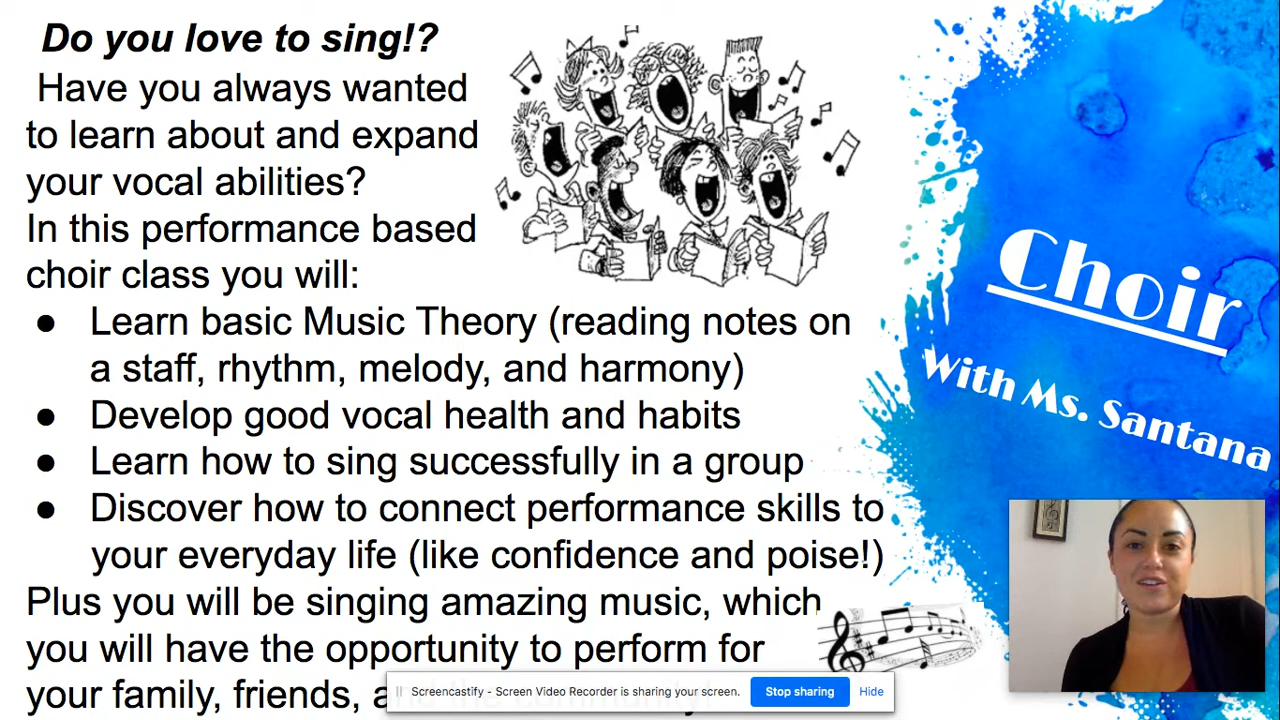 Do you love to sing!?
Have you always wanted
to learn about and expand
your vocal abilities?
In this performance based
choir class you will:
● Learn basic Music Theory (reading notes on
a staff, rhythm, melody, and harmony)
● Develop good vocal health and habits
● Learn how to sing successfully in a group
● Discover how to connect performance skills to
your everyday life (like confidence and poise!)
Plus you will be singing amazing music, which
you will have the opportunity to perform for
your family, friends,
Choir
With Ms. Santana
Screencastify - Screen Video Recorder is sharing your screen.
Stop sharing
Hide